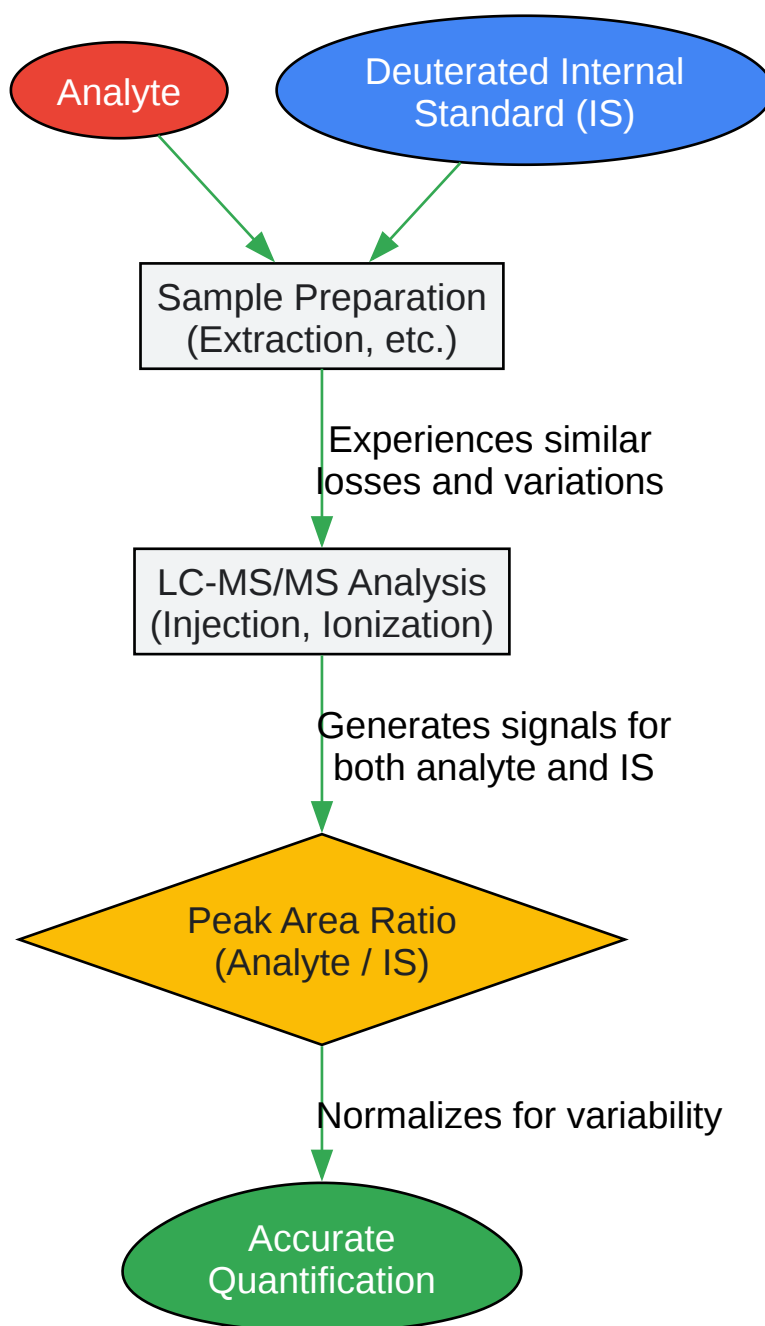 Analyte
Deuterated Internal
Standard (IS)
Sample Preparation
(Extraction, etc.)
Experiences similar
losses and variations
LC-MS/MS Analysis
(Injection, Ionization)
Generates signals for
both analyte and IS
Peak Area Ratio
(Analyte / IS)
Normalizes for variability
Accurate
Quantification